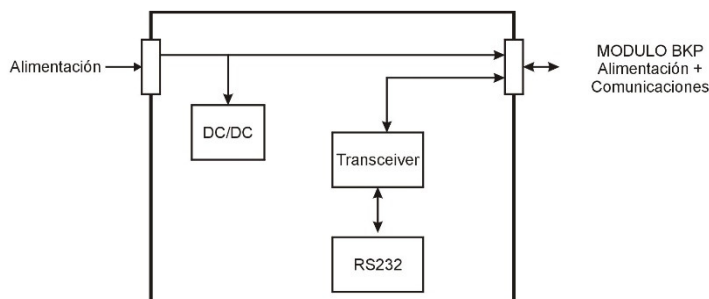 Alimentación
MODULO BKP
Alimentación +
Comunicaciones
DC/DC
Transceiver
RS232